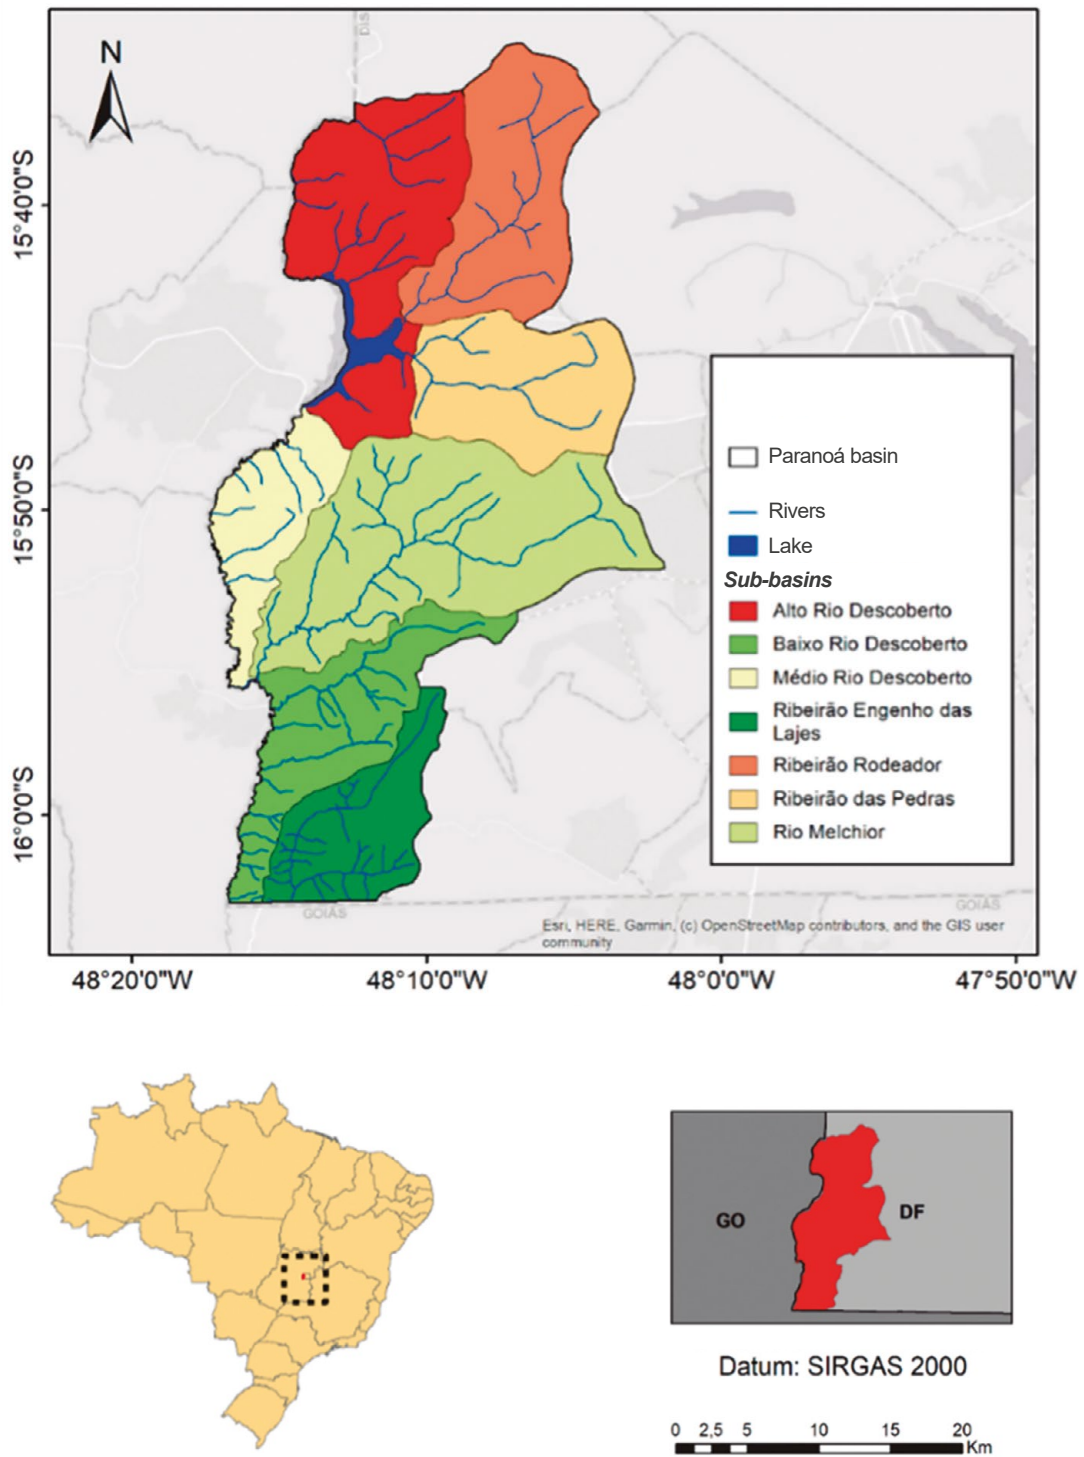 DIS
N
15°40'0"S
15°50'0"S
16°0'0"S
Paranoá basin
Rivers
Lake
Sub-basins
Alto Rio Descoberto
Baixo Rio Descoberto
Médio Rio Descoberto
Ribeirão Engenho das
Lajes
Ribeirão Rodeador
Ribeirão das Pedras
Rio Melchior
GOIÁS
GOIÁS
Esri, HERE, Garmin, (c) OpenStreetMap contributors, and the GIS user
community
48°20'0"W
48°10'0"W
48°0'0"W
47°50'0"W
GO
DF
Datum: SIRGAS 2000
0 2,5 5 10 15 20
Km